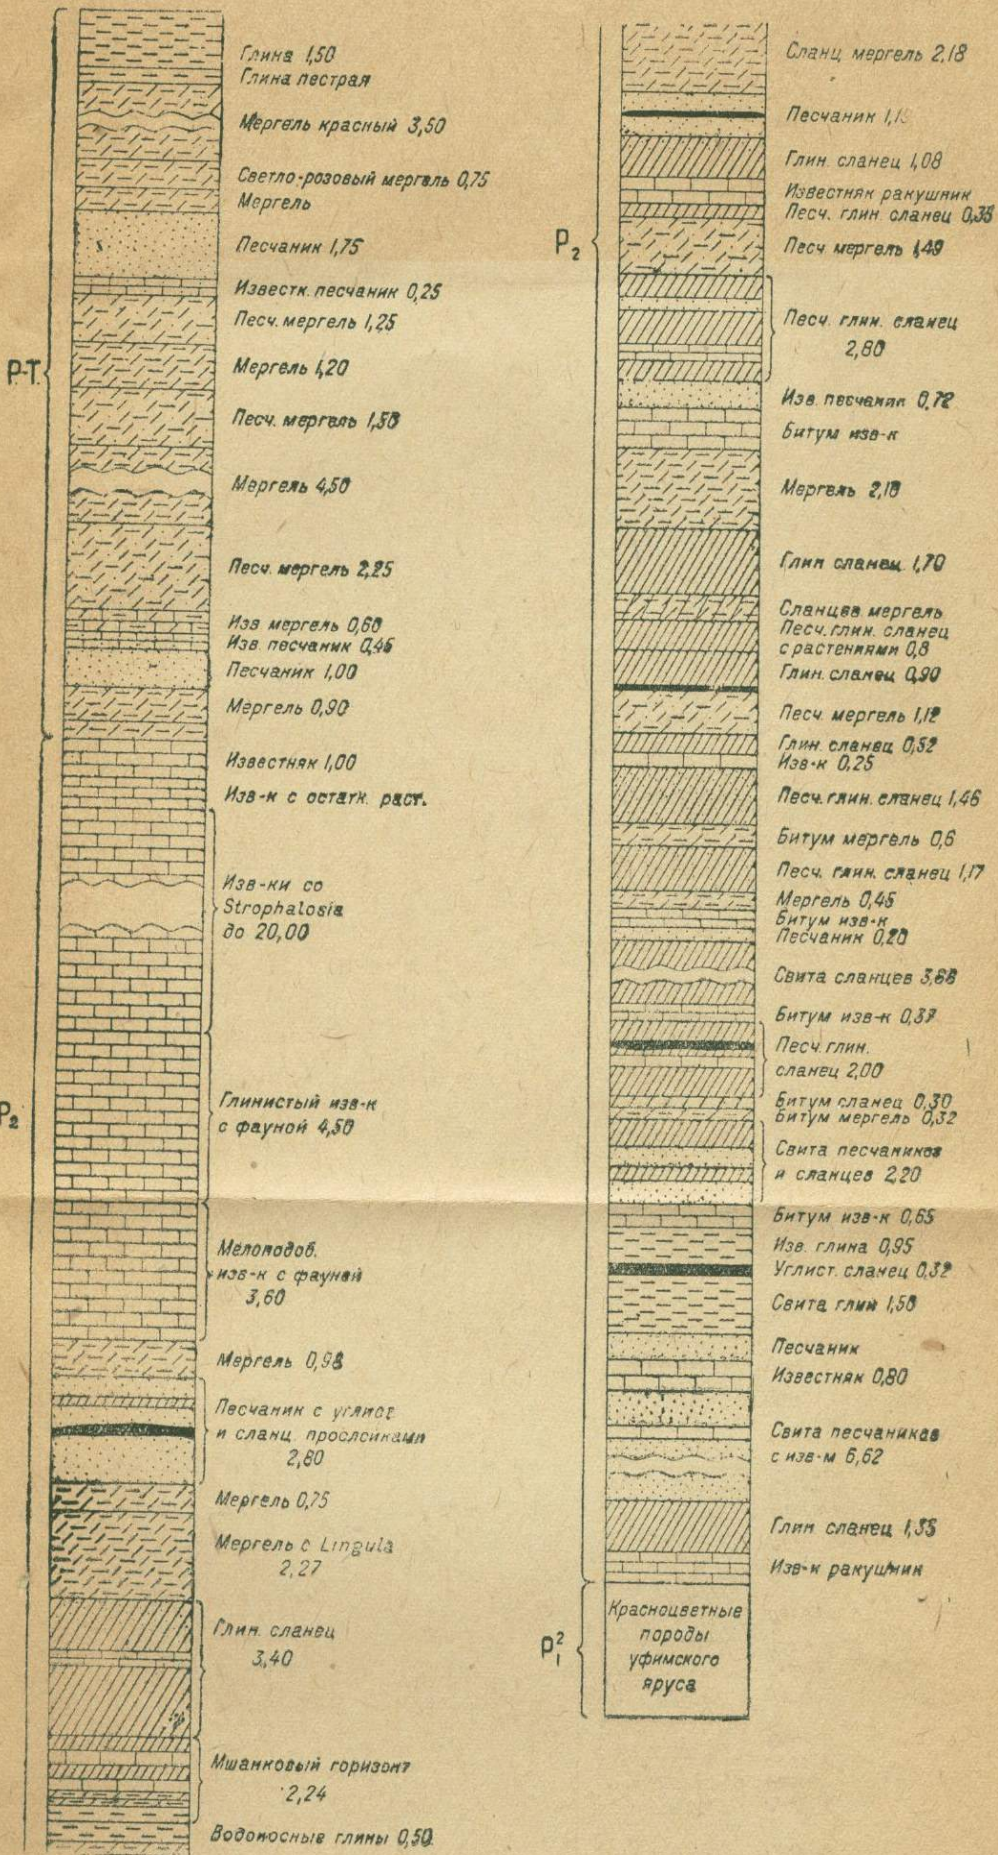 Глина 1,50
Глина пестрая
Мергель красный 3,50
Светло-розовый мергель 0,75
Мергель
Песчаник 1,75
Известк. песчаник 0,25
Песч. мергель 1,25
P-T
Мергель 1,20
Песч. мергель 1,50
Мергель 4,50
Песч. мергель 2,25
Изв мергель 0,60
Изв. песчаник 0,45
Песчаник 1,00
Мергель 0,90
Известняк 1,00
Изв-к с остатк. раст.
Изв-ки со
Strophalosia
до 20,00
P2
Глинистый изв-к
с фауной 4,50
Мелоподоб.
изв-к с фауной
3,60
Мергель 0,98
Песчаник с углист
и сланц. прослойками
2,80
Мергель 0,75
Мергель с Lingula
2,27
Глин. сланец
3,40
Мшанковый горизонт
2,24
Водоносные глины 0,50
Сланц. мергель 2,18
Песчаник
Глин. сланец 1,08
Известняк ракушник
Песч. глин. сланец 0,38
P2
Песч мергель 1,49
Песч. глин. сланец
2,80
Изв. песчаник 0,72
Битум изв-к
Мергель 2,18
Глин сланец 1,70
Сланцев мергель
Песч. глин. сланец
с растениями 0,8
Глин. сланец 0,90
Песч. мергель 1,12
Глин. сланец 0,52
Изв-к 0,25
Песч. глин. сланец 1,46
Битум мергель 0,6
Песч. глин. сланец 1,17
Мергель 0,45
Битум изв-к
Песчаник 0,20
Свита сланцев 3,68
Битум изв-к 0,37
Песч. глин.
сланец 2,00
Битум сланец 0,30
Битум мергель 0,32
Свита песчаников
и сланцев 2,20
Битум изв-к 0,65
Изв. глина 0,95
Углист. сланец 0,32
Свита глин 1,50
Песчаник
Известняк 0,80
Свита песчаников
с изв-м 6,62
Глин сланец 1,35
Изв-к ракушник
P1²
Красноцветные
породы
уфимского
яруса